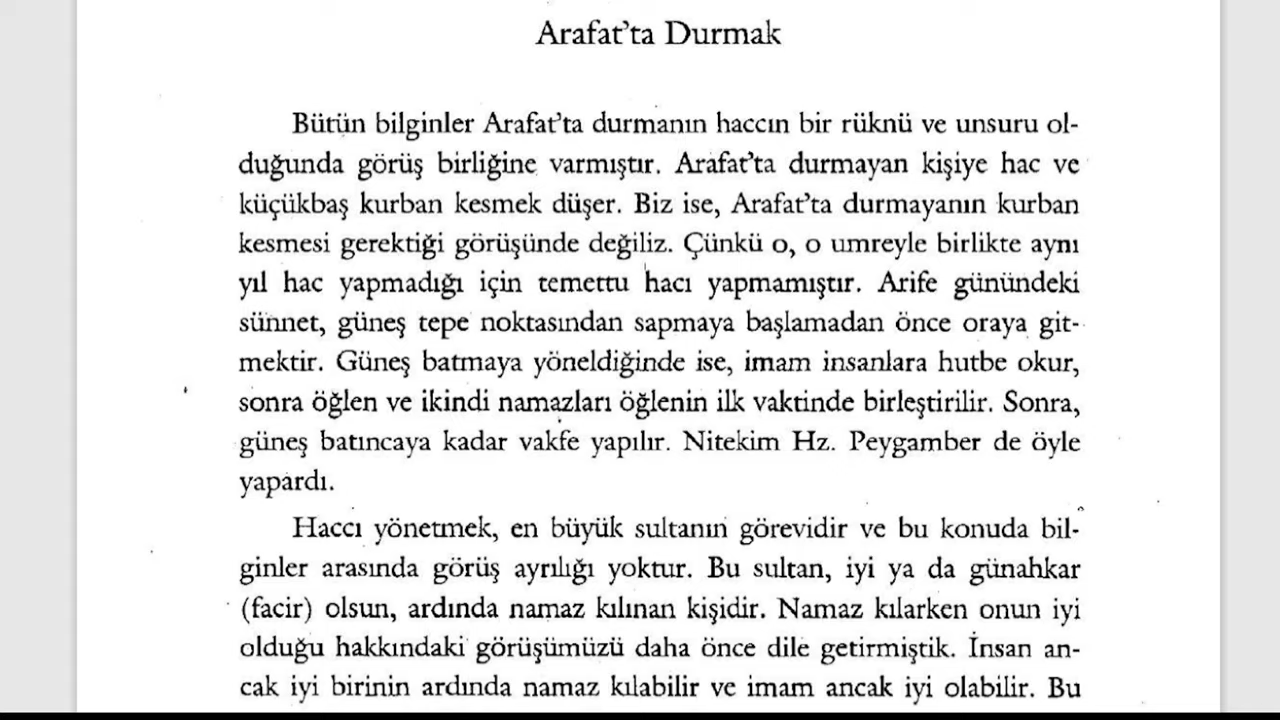 Arafat'ta Durmak
Bütün bilginler Arafat'ta durmanın haccın bir rüknü ve unsuru ol-
duğunda görüş birliğine varmıştır. Arafat'ta durmayan kişiye hac ve
küçükbaş kurban kesmek düşer. Biz ise, Arafat'ta durmayanın kurban
kesmesi gerektiği görüşünde değiliz. Çünkü o, o umreyle birlikte aynı
yıl hac yapmadığı için temettu hacı yapmamıştır. Arife günündeki
sünnet, güneş tepe noktasından sapmaya başlamadan önce oraya git-
mektir. Güneş batmaya yöneldiğinde ise, imam insanlara hutbe okur,
sonra öğlen ve ikindi namazları öğlenin ilk vaktinde birleştirilir. Sonra,
güneş batıncaya kadar vakfe yapılır. Nitekim Hz. Peygamber de öyle
yapardı.
Haccı yönetmek, en büyük sultanın görevidir ve bu konuda bil-
ginler arasında görüş ayrılığı yoktur. Bu sultan, iyi ya da günahkar
(facir) olsun, ardında namaz kılınan kişidir. Namaz kılarken onun iyi
olduğu hakkındaki görüşümüzü daha önce dile getirmiştik. İnsan an-
cak iyi birinin ardında namaz kılabilir ve imam ancak iyi olabilir. Bu